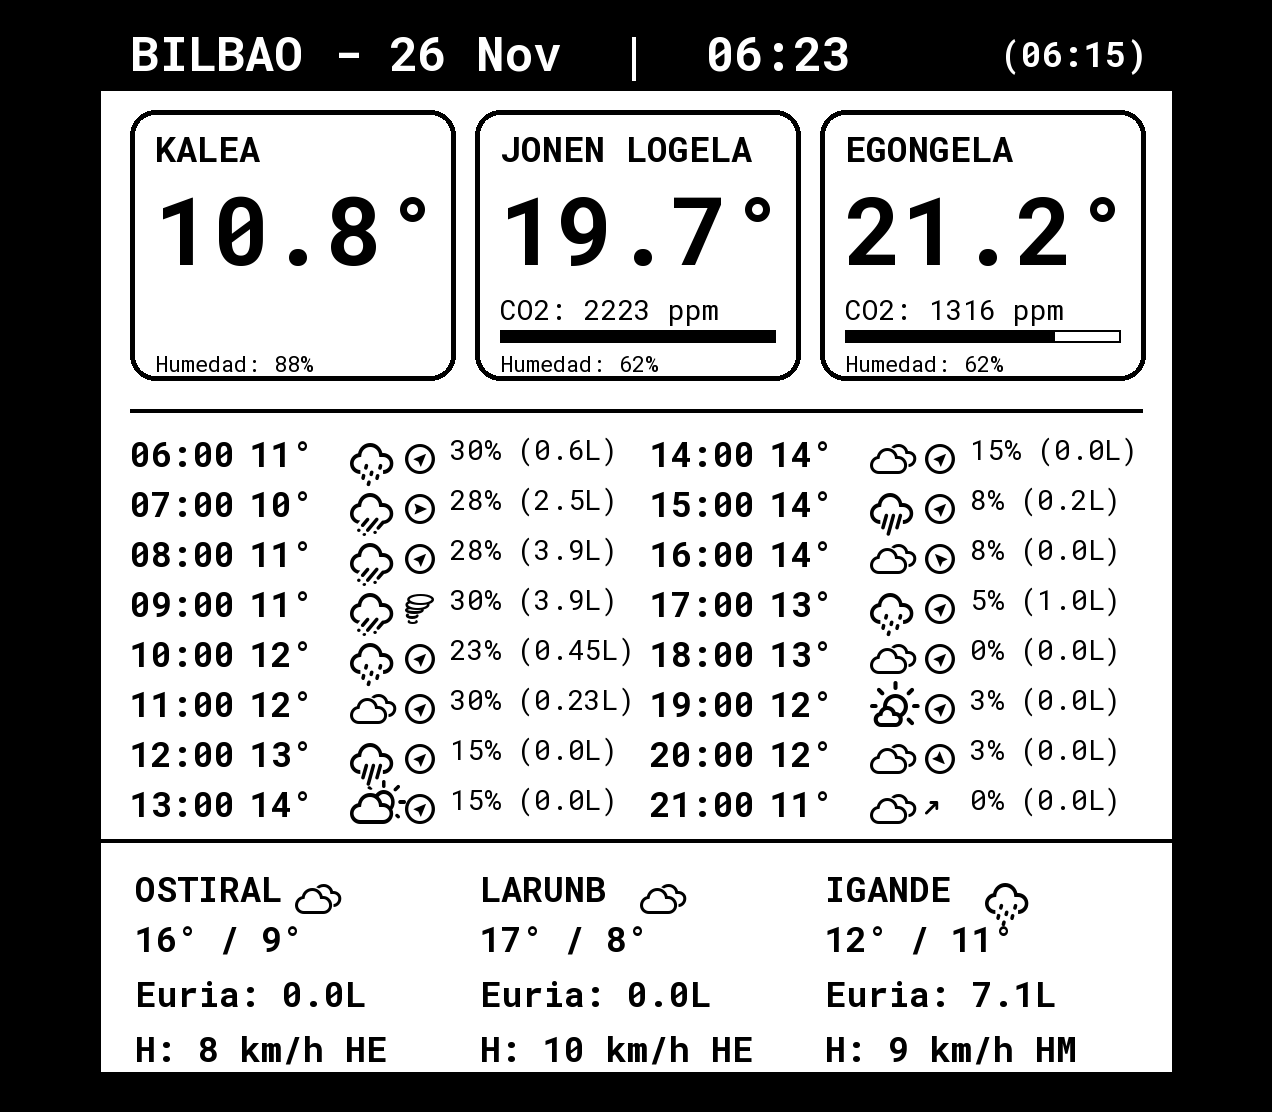 BILBAO - 26 Nov | 06:23 (06:15)
KALEA
10.8°
Humedad: 88%
JONEN LOGELA
19.7°
CO2: 2223 ppm
Humedad: 62%
EGONGELA
21.2°
CO2: 1316 ppm
Humedad: 62%
06:00 11° 30% (0.6L)
07:00 10° 28% (2.5L)
08:00 11° 28% (3.9L)
09:00 11° 30% (3.9L)
10:00 12° 23% (0.45L)
11:00 12° 30% (0.23L)
12:00 13° 15% (0.0L)
13:00 14° 15% (0.0L)
14:00 14° 15% (0.0L)
15:00 14° 8% (0.2L)
16:00 14° 8% (0.0L)
17:00 13° 5% (1.0L)
18:00 13° 0% (0.0L)
19:00 12° 3% (0.0L)
20:00 12° 3% (0.0L)
21:00 11° 0% (0.0L)
OSTIRAL
16° / 9°
Euria: 0.0L
H: 8 km/h HE
LARUNB
17° / 8°
Euria: 0.0L
H: 10 km/h HE
IGANDE
12° / 11°
Euria: 7.1L
H: 9 km/h HM